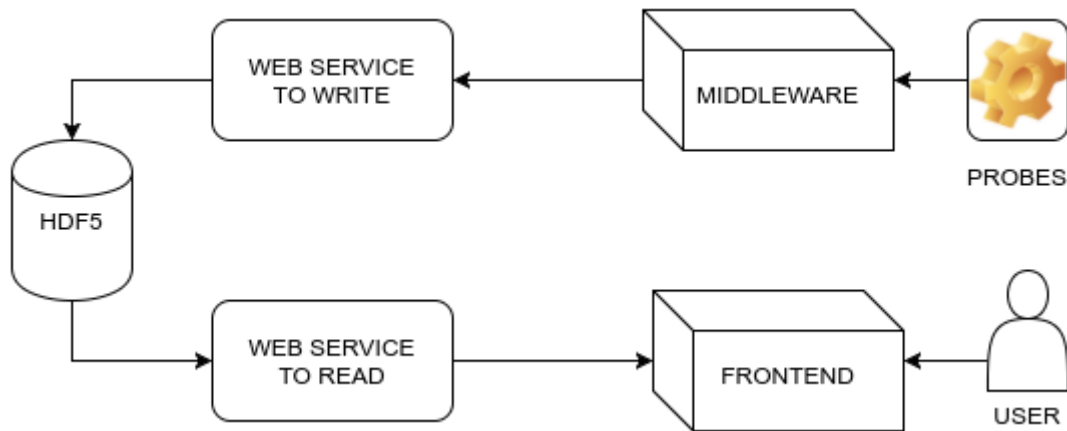 WEB SERVICE
TO WRITE
MIDDLEWARE
PROBES
HDF5
WEB SERVICE
TO READ
FRONTEND
USER